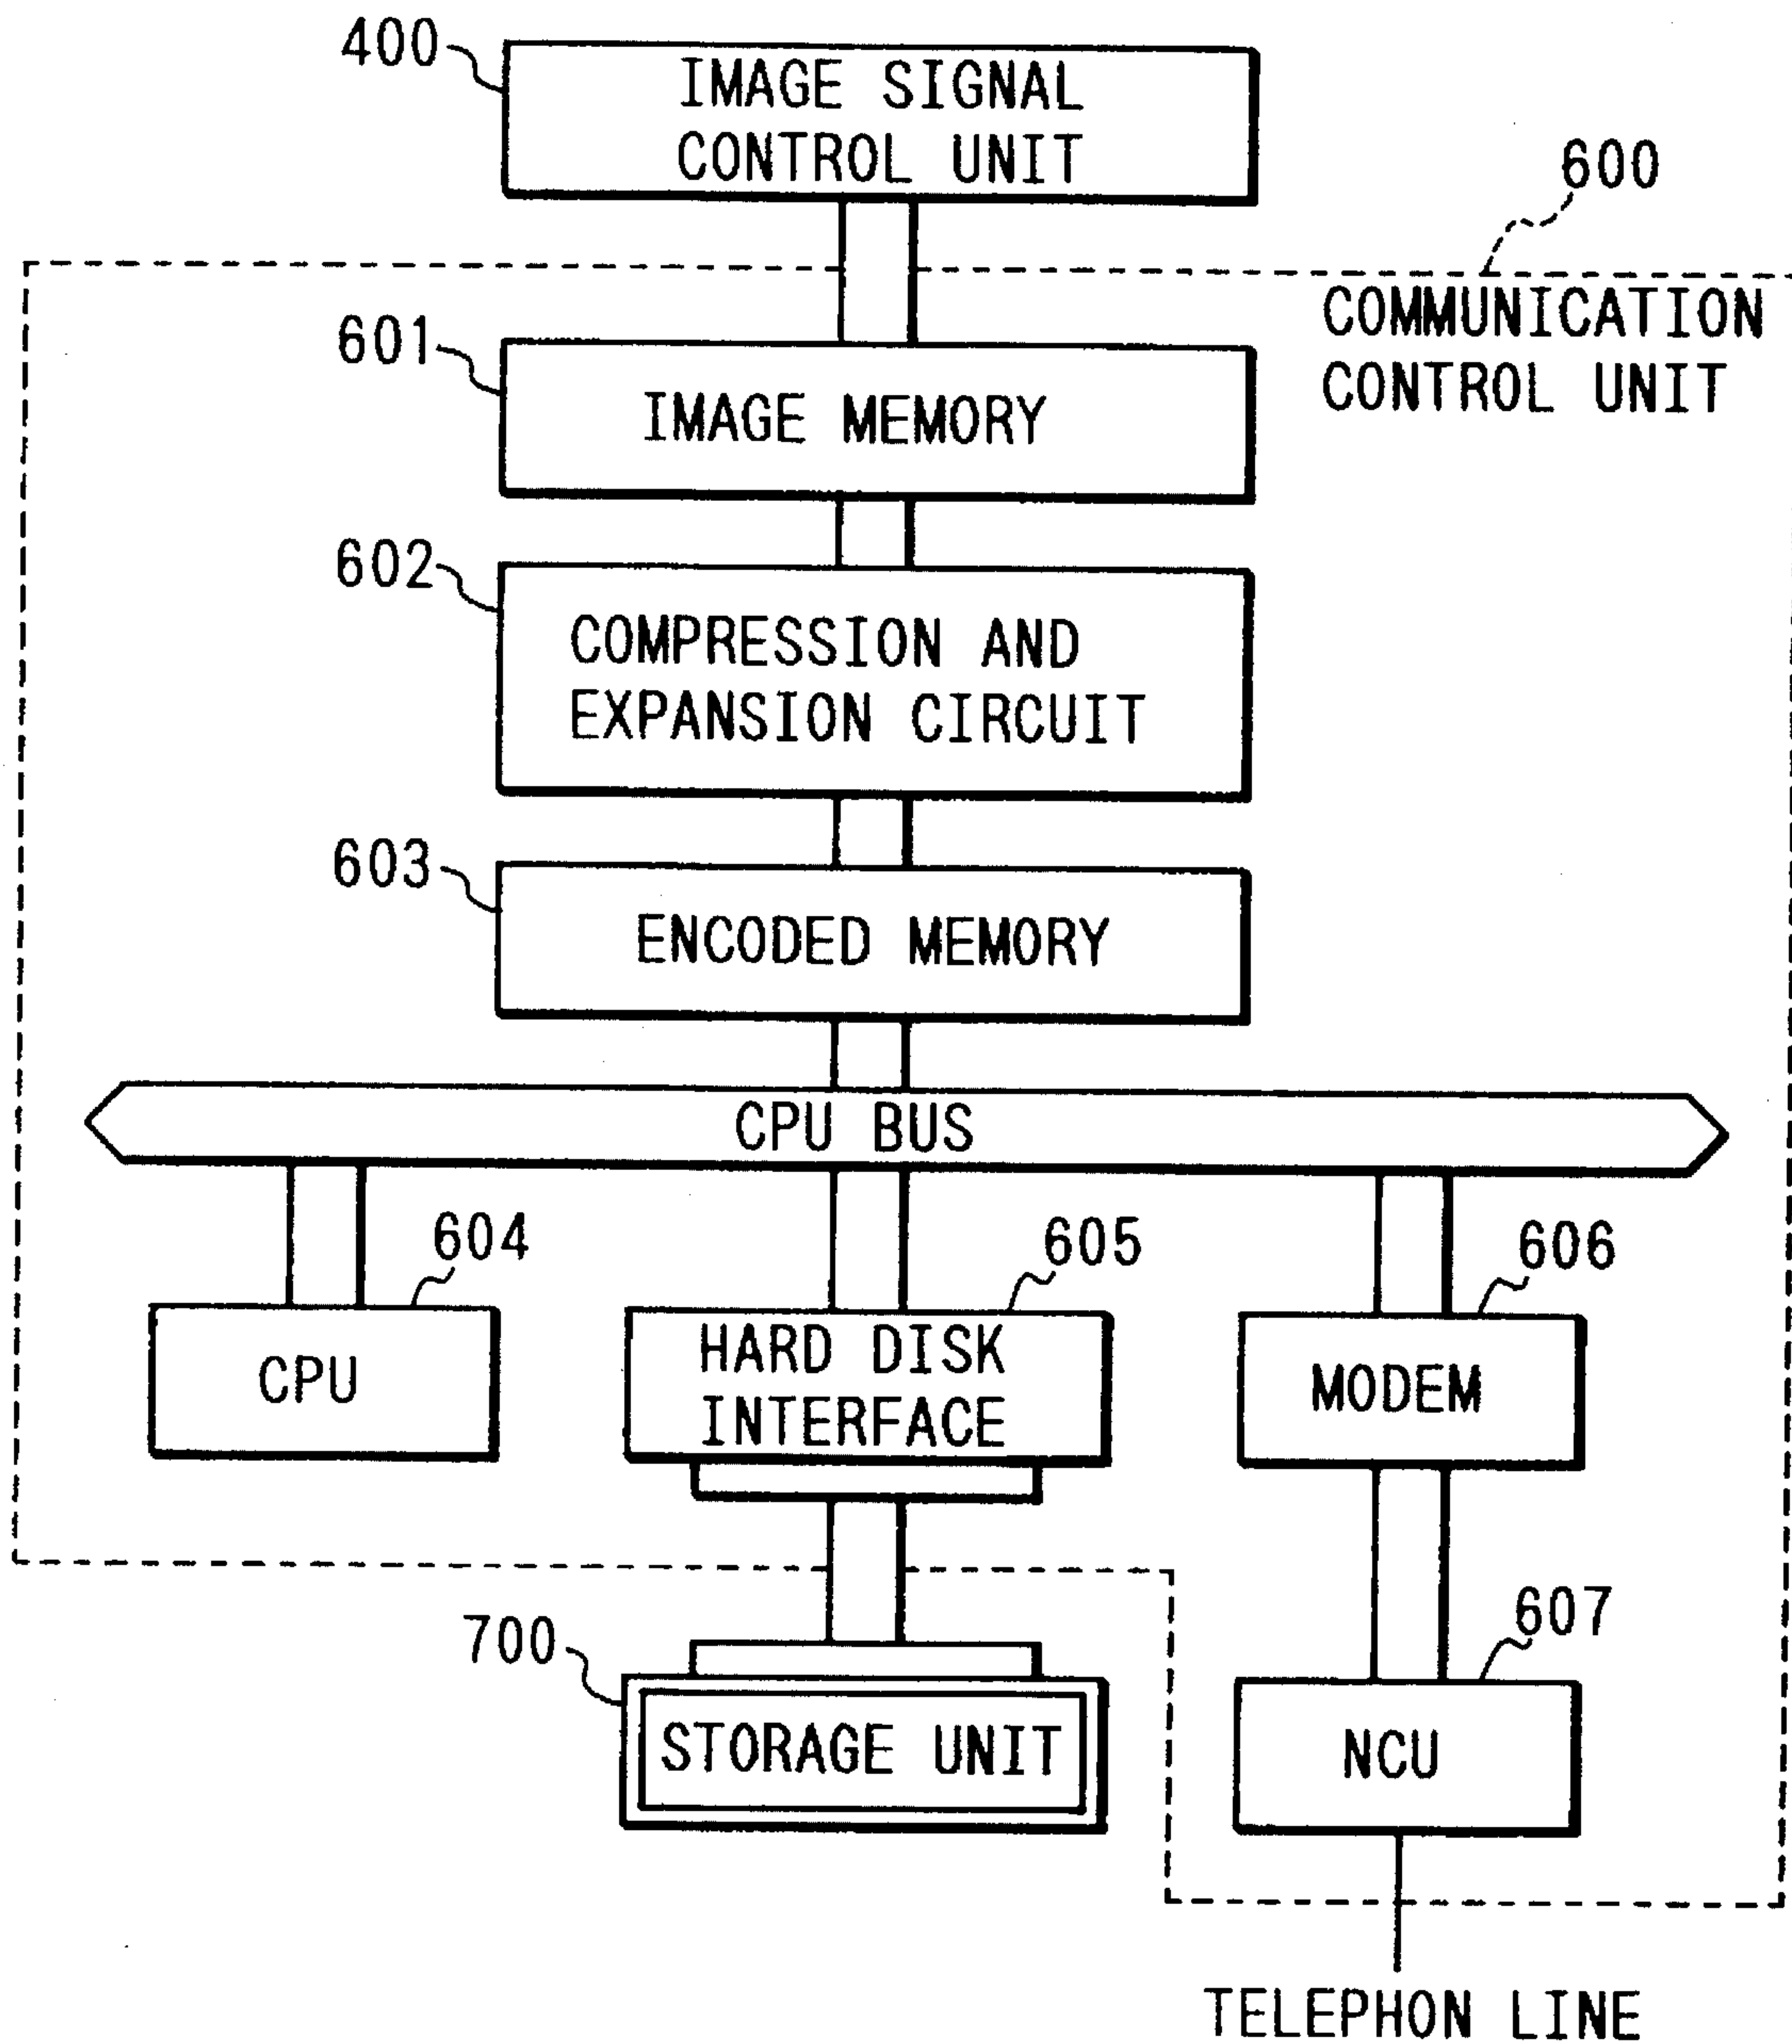 400
IMAGE SIGNAL
CONTROL UNIT
600
COMMUNICATION
CONTROL UNIT
601
IMAGE MEMORY
602
COMPRESSION AND
EXPANSION CIRCUIT
603
ENCODED MEMORY
CPU BUS
604
605
606
CPU
HARD DISK
INTERFACE
MODEM
700
607
STORAGE UNIT
NCU
TELEPHON LINE